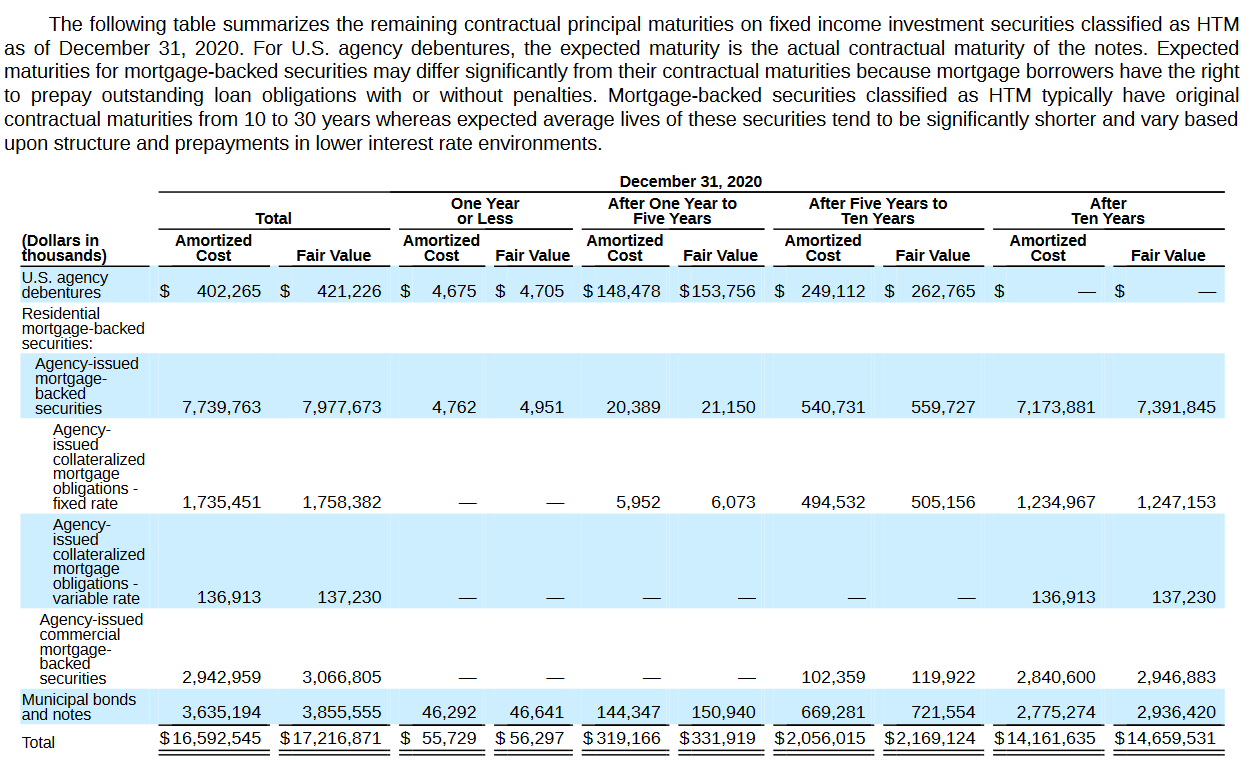 The following table summarizes the remaining contractual principal maturities on fixed income investment securities classified as HTM
as of December 31, 2020. For U.S. agency debentures, the expected maturity is the actual contractual maturity of the notes. Expected
maturities for mortgage-backed securities may differ significantly from their contractual maturities because mortgage borrowers have the right
to prepay outstanding loan obligations with or without penalties. Mortgage-backed securities classified as HTM typically have original
contractual maturities from 10 to 30 years whereas expected average lives of these securities tend to be significantly shorter and vary based
upon structure and prepayments in lower interest rate environments.
December 31, 2020
Total One Year or Less After One Year to Five Years After Five Years to Ten Years After Ten Years
(Dollars in thousands) Amortized Cost Fair Value Amortized Cost Fair Value Amortized Cost Fair Value Amortized Cost Fair Value Amortized Cost Fair Value
U.S. agency
debentures $ 402,265 $ 421,226 $ 4,675 $ 4,705 $ 148,478 $ 153,756 $ 249,112 $ 262,765 $ — $ —
Residential
mortgage-backed
securities:
Agency-issued
mortgage-
backed
securities 7,739,763 7,977,673 4,762 4,951 20,389 21,150 540,731 559,727 7,173,881 7,391,845
Agency-
issued
collateralized
mortgage
obligations -
fixed rate 1,735,451 1,758,382 — — 5,952 6,073 494,532 505,156 1,234,967 1,247,153
Agency-
issued
collateralized
mortgage
obligations -
variable rate 136,913 137,230 — — — — — — 136,913 137,230
Agency-issued
commercial
mortgage-
backed
securities 2,942,959 3,066,805 — — — — 102,359 119,922 2,840,600 2,946,883
Municipal bonds
and notes 3,635,194 3,855,555 46,292 46,641 144,347 150,940 669,281 721,554 2,775,274 2,936,420
Total $16,592,545 $17,216,871 $ 55,729 $ 56,297 $ 319,166 $331,919 $2,056,015 $2,169,124 $14,161,635 $14,659,531